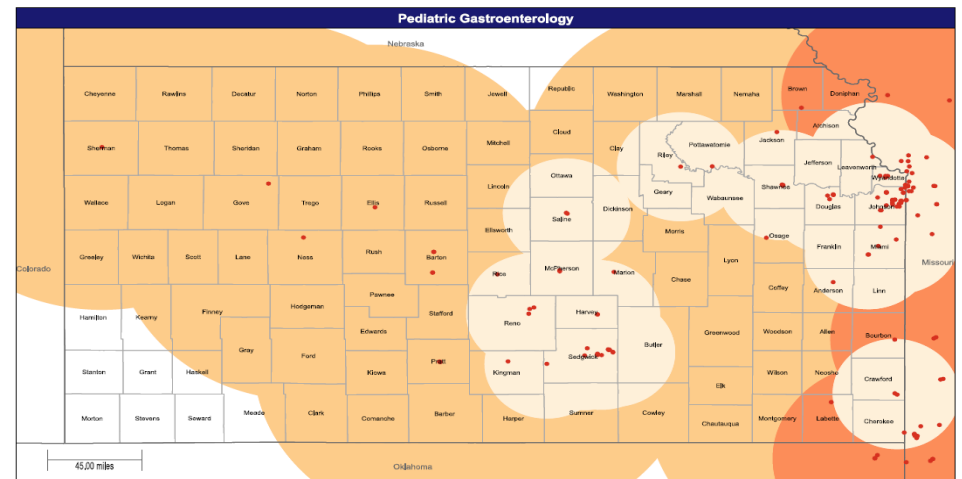 Pediatric Gastroenterology
Nebraska
Cheyenne Rawlins Decatur Norton Phillips Smith Jewell Republic Washington Marshall Nemaha Brown Doniphan
Atchison
Cloud
Sherman Thomas Sheridan Graham Rooks Osborne Mitchell Clay Riley Pottawatomie Jackson
Jefferson Leavenworth
Ottawa Wyandotte
Lincoln Geary Wabaunsee Shawnee
Wallace Logan Gove Trego Ellis Russell Saline Dickinson Douglas Johnson
Ellsworth Morris Osage
Greeley Wichita Scott Lane Ness Rush Barton Lyon Franklin Miami
Colorado Rice McPherson Marion Chase Missouri
Pawnee Coffey Anderson Linn
Hamilton Kearny Finney Hodgeman Stafford Reno Harvey
Edwards Greenwood Woodson Allen Bourbon
Gray Ford Sedgwick Butler
Stanton Grant Haskell Kiowa Pratt Kingman Wilson Neosho Crawford
Elk
Morton Stevens Seward Meade Clark Comanche Barber Harper Sumner Cowley Chautauqua Montgomery Labette Cherokee
45.00 miles
Oklahoma